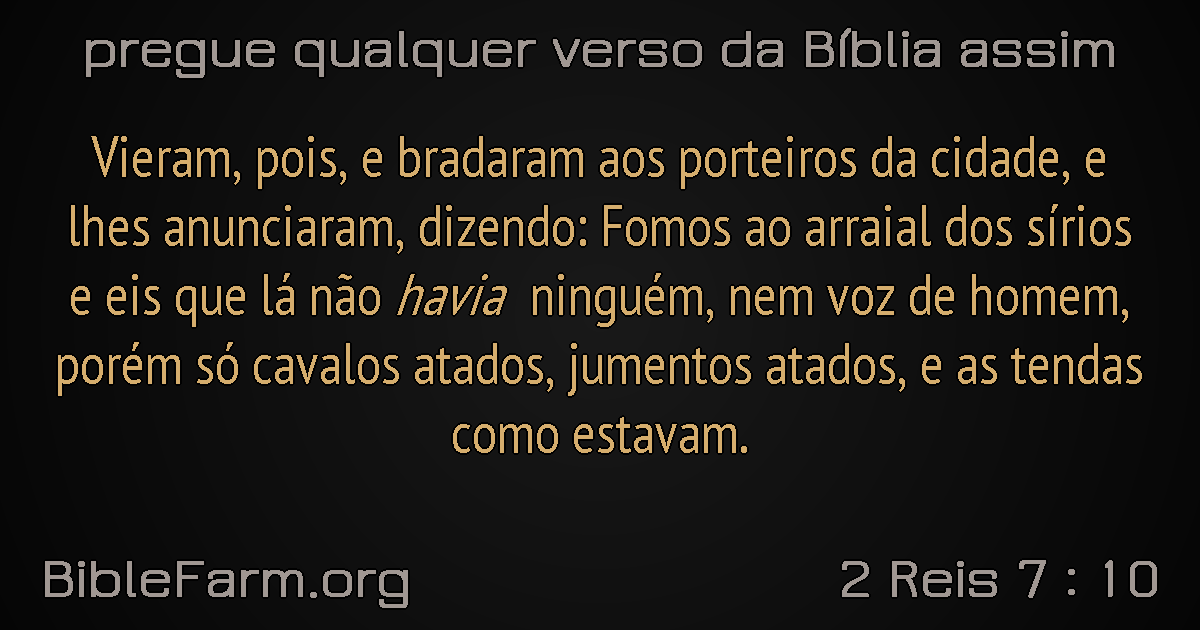 pregue qualquer verso da Bíblia assim
Vieram, pois, e bradaram aos porteiros da cidade, e
lhes anunciaram, dizendo: Fomos ao arraial dos sírios
e eis que lá não havia ninguém, nem voz de homem,
porém só cavalos atados, jumentos atados, e as tendas
como estavam.
BibleFarm.org
2 Reis 7 : 10